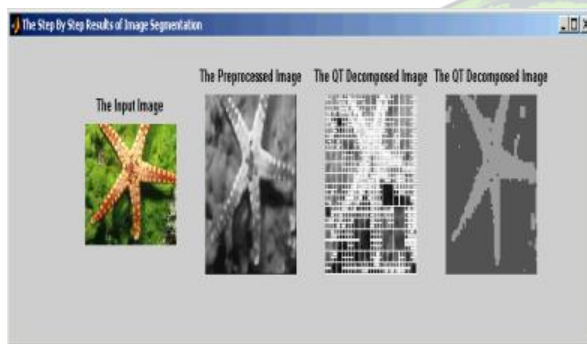 The Step By Step Results of Image Segmentation
The Input Image
The Preprocessed Image
The QT Decomposed Image
The QT Decomposed Image